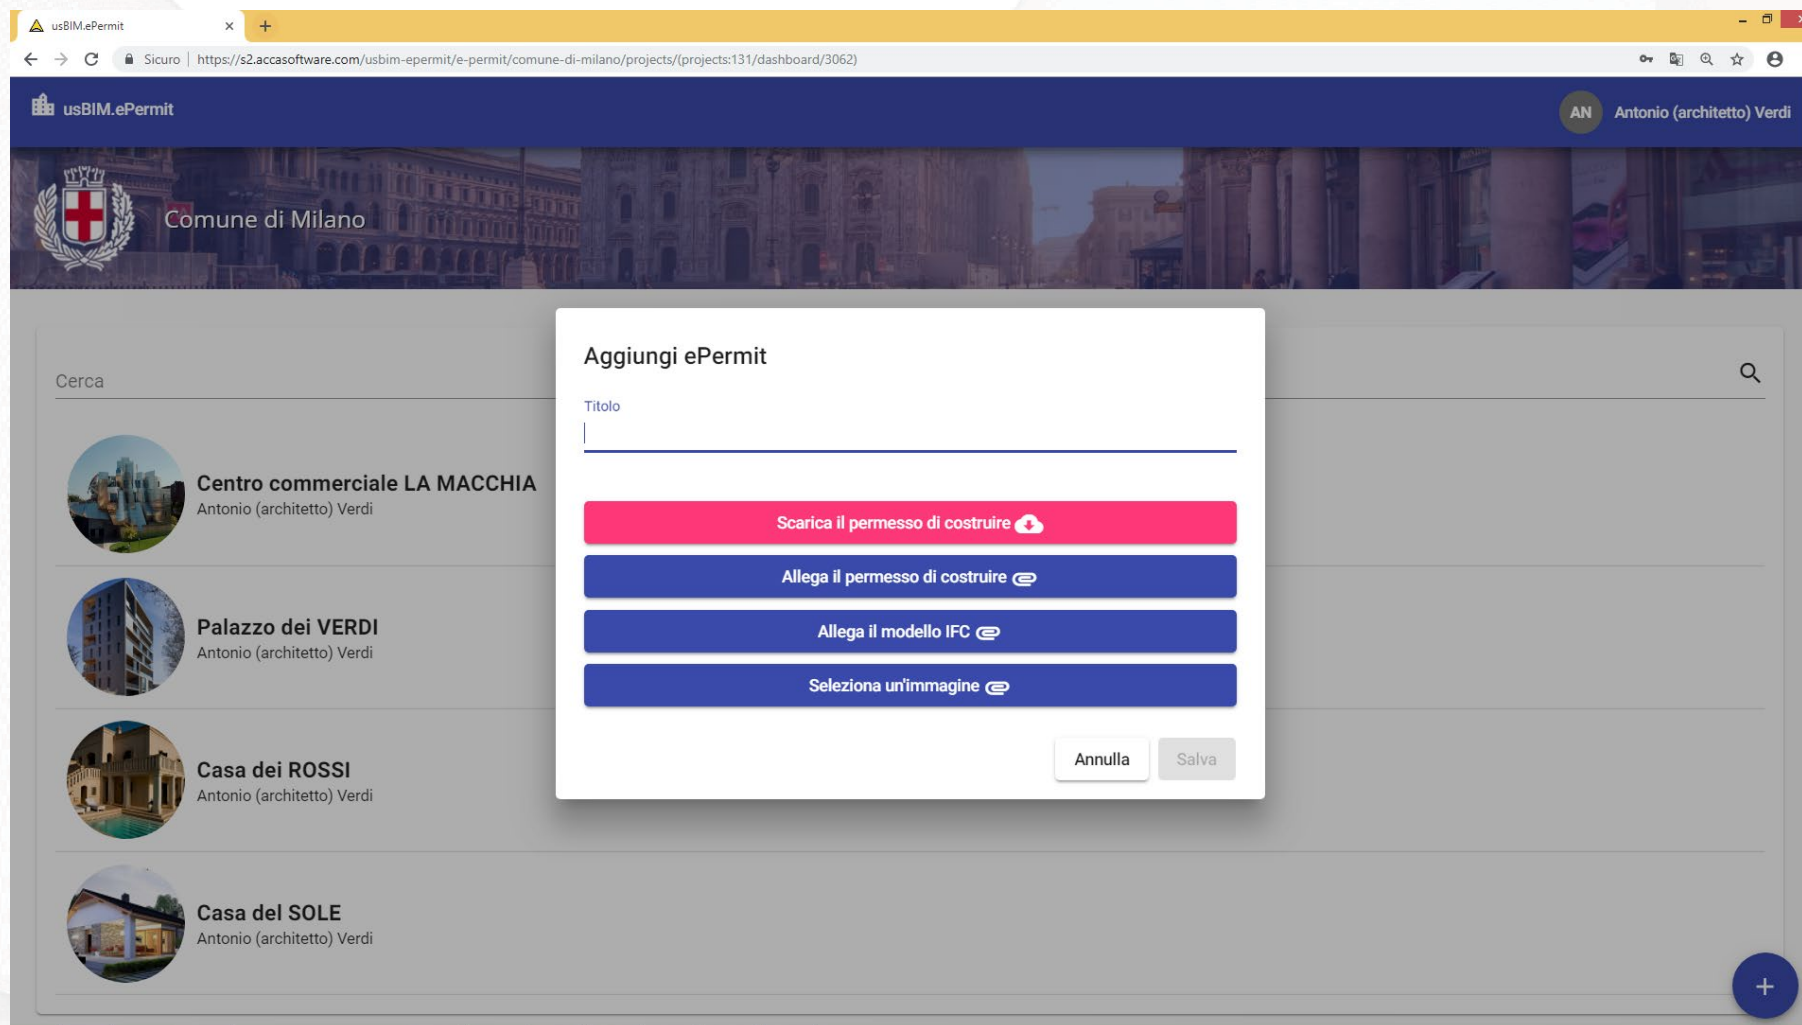 usBIM.ePermit
Sicuro https://s2.accasoftware.com/usbim-epermit/e-permit/comune-di-milano/projects/(projects:131/dashboard/3062)
usBIM.ePermit
AN Antonio (architetto) Verdi
Comune di Milano
Cerca
Centro commerciale LA MACCHIA
Antonio (architetto) Verdi
Palazzo dei VERDI
Antonio (architetto) Verdi
Casa dei ROSSI
Antonio (architetto) Verdi
Casa del SOLE
Antonio (architetto) Verdi
Aggiungi ePermit
Titolo
Scarica il permesso di costruire
Allega il permesso di costruire
Allega il modello IFC
Seleziona un'immagine
Annulla Salva